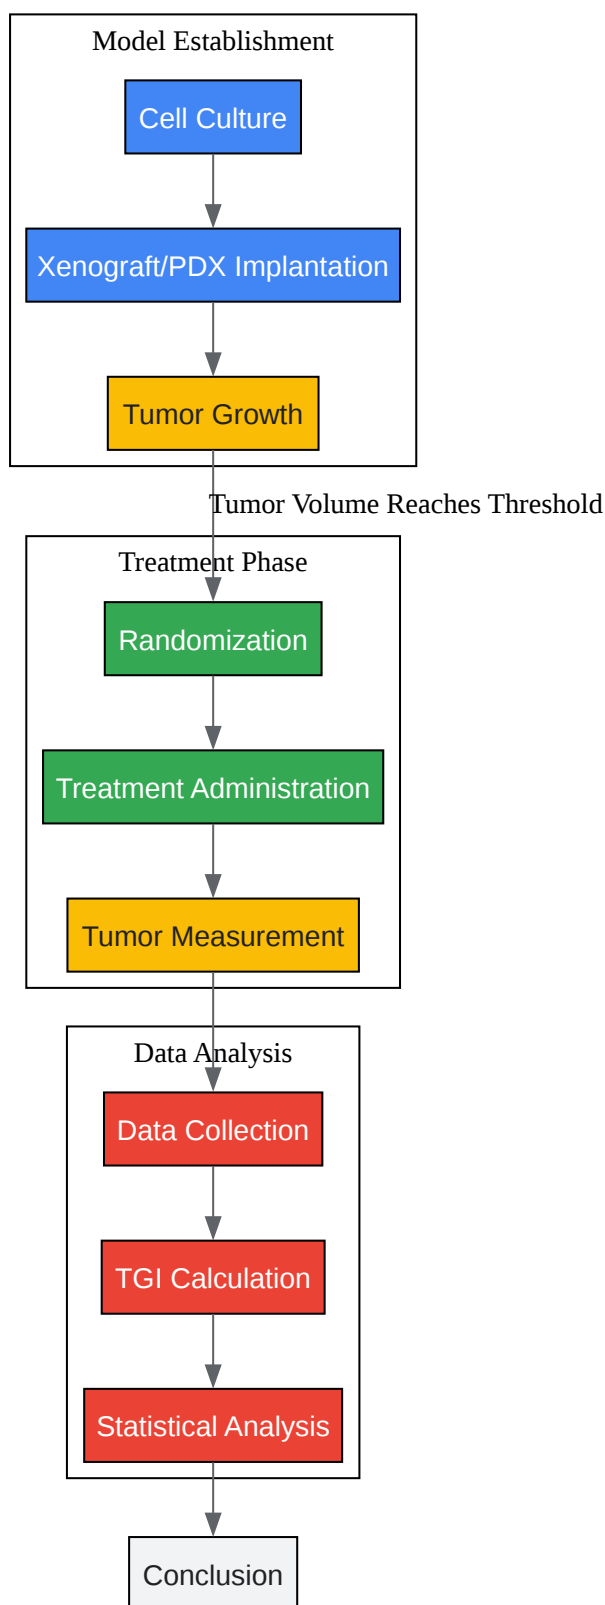 Model Establishment
Cell Culture
Xenograft/PDX Implantation
Tumor Growth
Tumor Volume Reaches Threshold
Treatment Phase
Randomization
Treatment Administration
Tumor Measurement
Data Analysis
Data Collection
TGI Calculation
Statistical Analysis
Conclusion